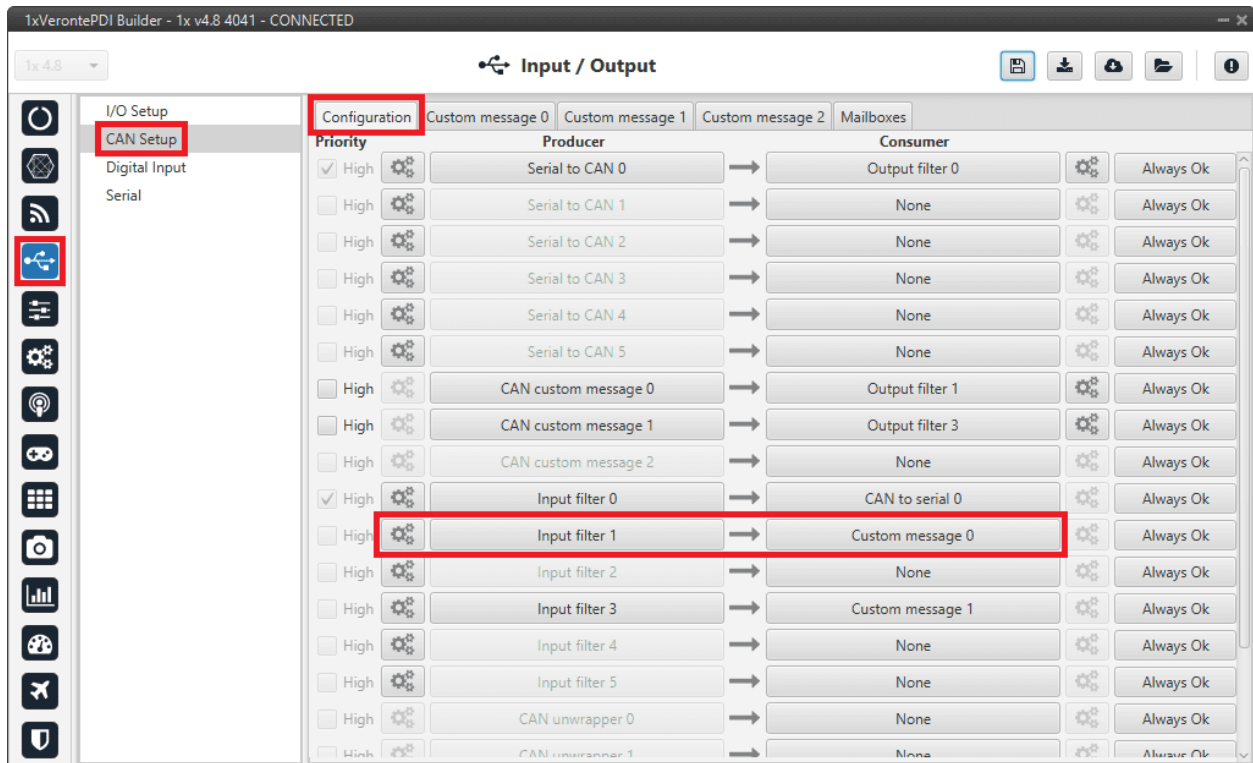 1xVerontePDI Builder - 1x v4.8 4041 - CONNECTED
1x 4.8
Input / Output
I/O Setup
CAN Setup
Digital Input
Serial
Configuration Custom message 0 Custom message 1 Custom message 2 Mailboxes
Priority Producer Consumer
High Serial to CAN 0 Output filter 0 Always Ok
High Serial to CAN 1 None Always Ok
High Serial to CAN 2 None Always Ok
High Serial to CAN 3 None Always Ok
High Serial to CAN 4 None Always Ok
High Serial to CAN 5 None Always Ok
High CAN custom message 0 Output filter 1 Always Ok
High CAN custom message 1 Output filter 3 Always Ok
High CAN custom message 2 None Always Ok
High Input filter 0 CAN to serial 0 Always Ok
High Input filter 1 Custom message 0 Always Ok
High Input filter 2 None Always Ok
High Input filter 3 Custom message 1 Always Ok
High Input filter 4 None Always Ok
High Input filter 5 None Always Ok
High CAN unwrapper 0 None Always Ok
High CAN unwrapper 1 None Always Ok